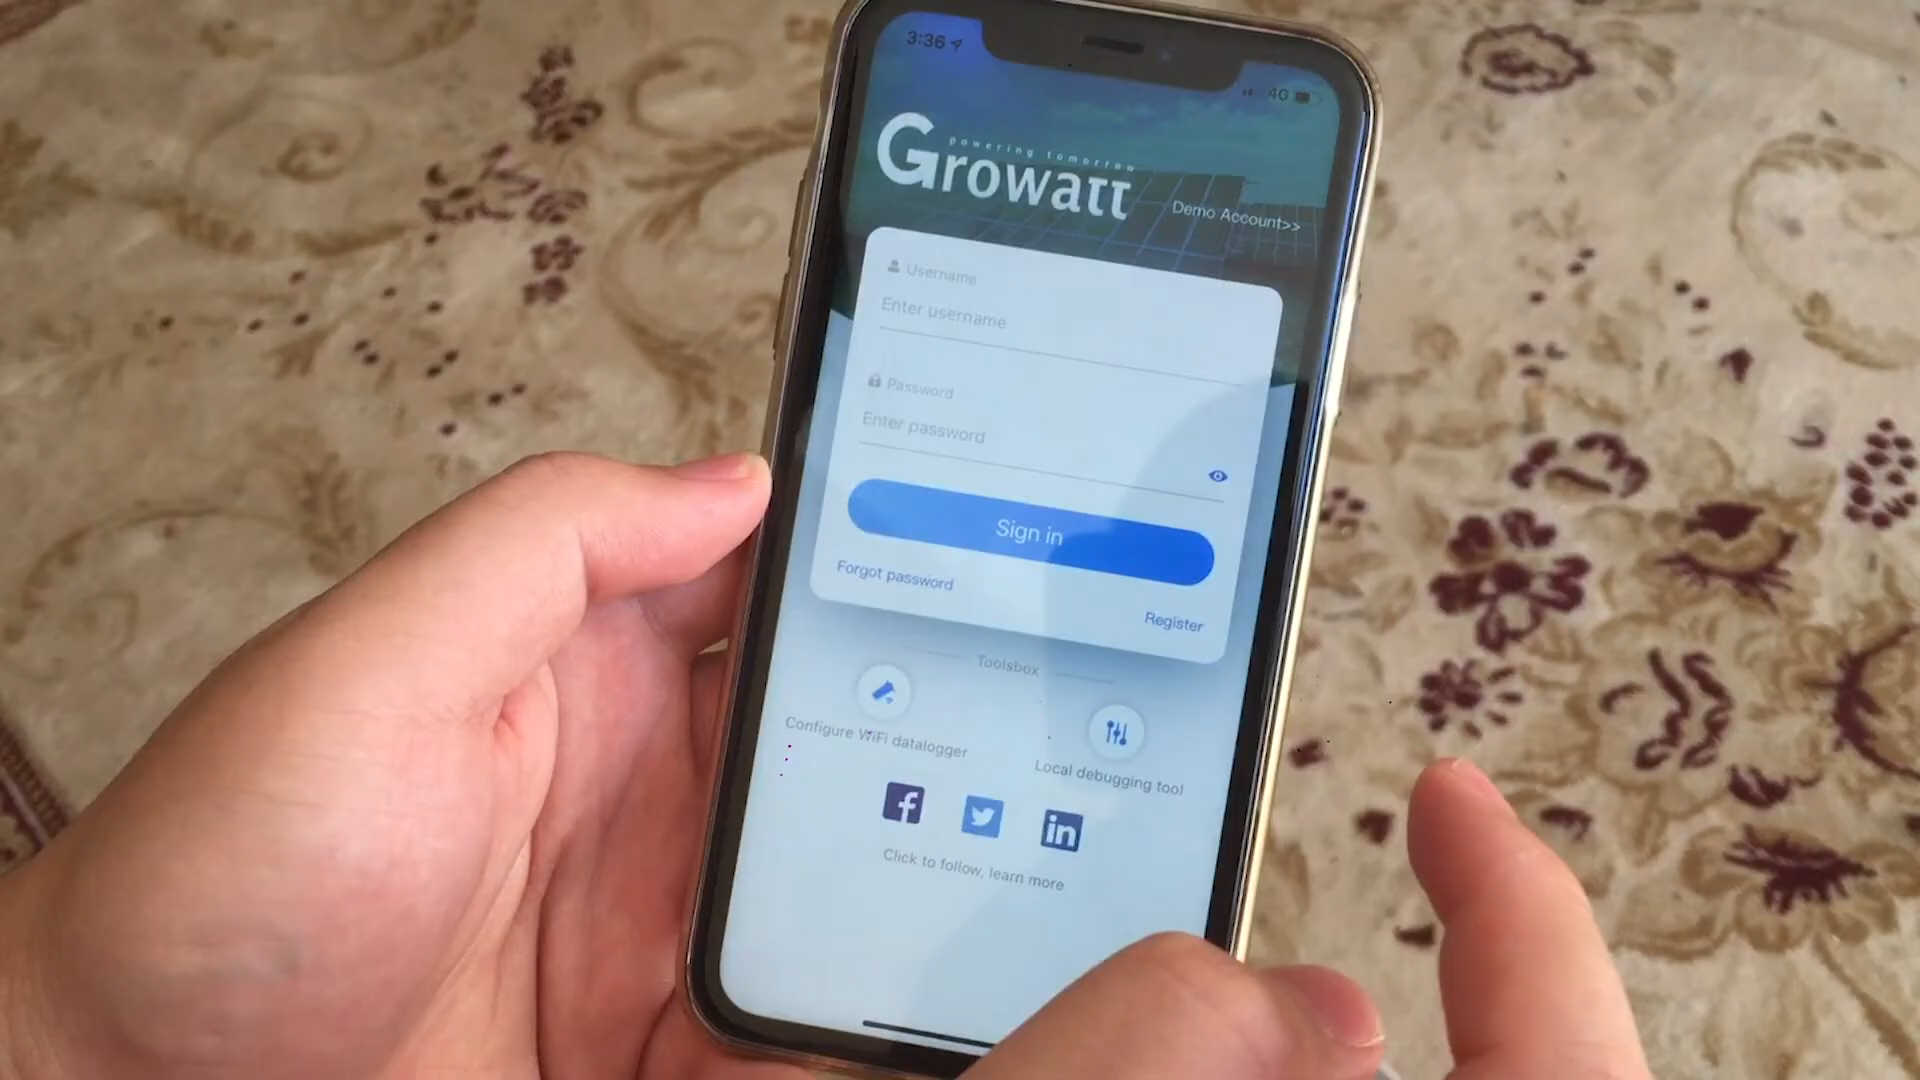 3:36
4G
powering tomorrow
Growatt
Demo Account>>
Username
Enter username
Password
Enter password
Sign in
Forgot password
Register
Toolsbox
Configure WiFi datalogger
Local debugging tool
f
in
Click to follow, learn more